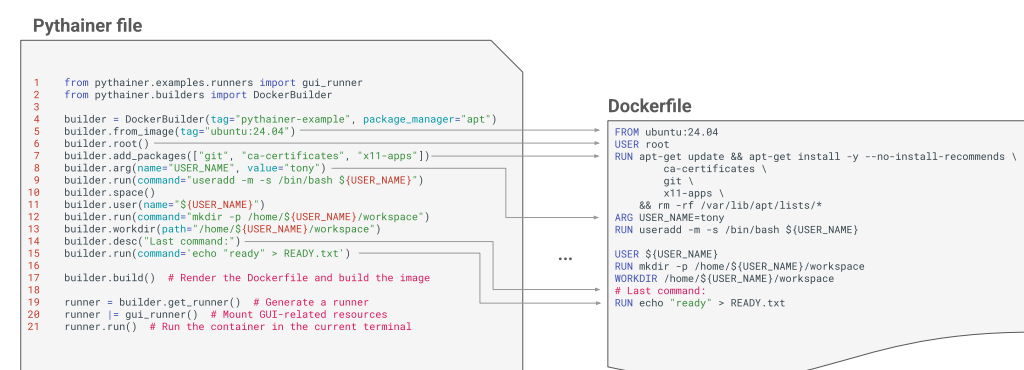 Pythainer file
1 from pythainer.examples.runners import gui_runner
2 from pythainer.builders import DockerBuilder
3
4 builder = DockerBuilder(tag="pythainer-example", package_manager="apt")
5 builder.from_image(tag="ubuntu:24.04")
6 builder.root()
7 builder.add_packages(["git", "ca-certificates", "x11-apps"])
8 builder.arg(name="USER_NAME", value="tony")
9 builder.run(command="useradd -m -s /bin/bash ${USER_NAME}")
10 builder.space()
11 builder.user(name="${USER_NAME}")
12 builder.run(command="mkdir -p /home/${USER_NAME}/workspace")
13 builder.workdir(path="/home/${USER_NAME}/workspace")
14 builder.desc("Last command:")
15 builder.run(command='echo "ready" > READY.txt')
16
17 builder.build()  # Render the Dockerfile and build the image
18
19 runner = builder.get_runner()  # Generate a runner
20 runner |= gui_runner()  # Mount GUI-related resources
21 runner.run()  # Run the container in the current terminal
...
Dockerfile
FROM ubuntu:24.04
USER root
RUN apt-get update && apt-get install -y --no-install-recommends \
        ca-certificates \
        git \
        x11-apps \
    && rm -rf /var/lib/apt/lists/*
ARG USER_NAME=tony
RUN useradd -m -s /bin/bash ${USER_NAME}

USER ${USER_NAME}
RUN mkdir -p /home/${USER_NAME}/workspace
WORKDIR /home/${USER_NAME}/workspace
# Last command:
RUN echo "ready" > READY.txt